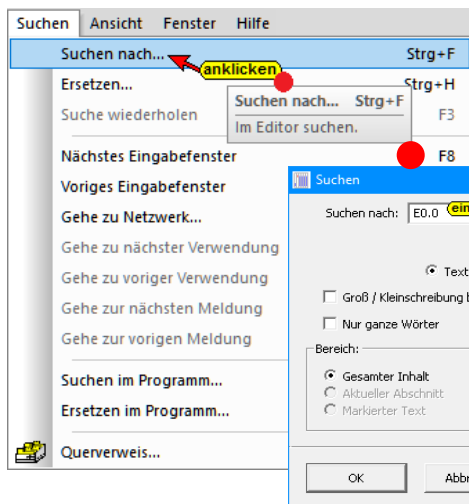 Suchen Ansicht Fenster Hilfe
Suchen nach... Strg+F
anklicken
Ersetzen... Strg+H
Suchen nach... Strg+F
Im Editor suchen.
Suche wiederholen F3
Nächstes Eingabefenster F8
Voriges Eingabefenster
Gehe zu Netzwerk...
Gehe zu nächster Verwendung
Gehe zu voriger Verwendung
Gehe zur nächsten Meldung
Gehe zur vorigen Meldung
Suchen im Programm...
Ersetzen im Programm...
Querverweis...
Suchen
Suchen nach: E0.0 ein
Text
Groß / Kleinschreibung
Nur ganze Wörter
Bereich:
Gesamter Inhalt
Aktueller Abschnitt
Markierter Text
OK Abb